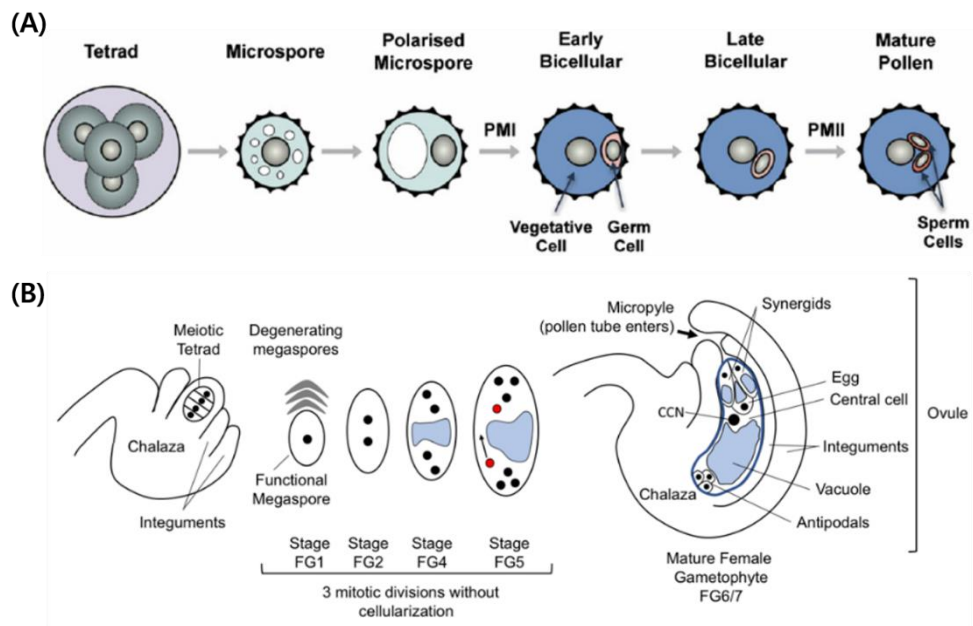 (A)
Tetrad
Microspore
Polarised
Microspore
Early
Bicellular
Late
Bicellular
Mature
Pollen
PMI
PMII
Vegetative
Cell
Germ
Cell
Sperm
Cells
(B)
Meiotic
Tetrad
Chalaza
Integuments
Degenerating
megaspores
Functional
Megaspore
Stage
FG1
Stage
FG2
Stage
FG4
Stage
FG5
3 mitotic divisions without
cellularization
Micropyle
(pollen tube enters)
Synergids
Egg
Central cell
CCN
Integuments
Vacuole
Chalaza
Antipodals
Ovule
Mature Female
Gametophyte
FG6/7